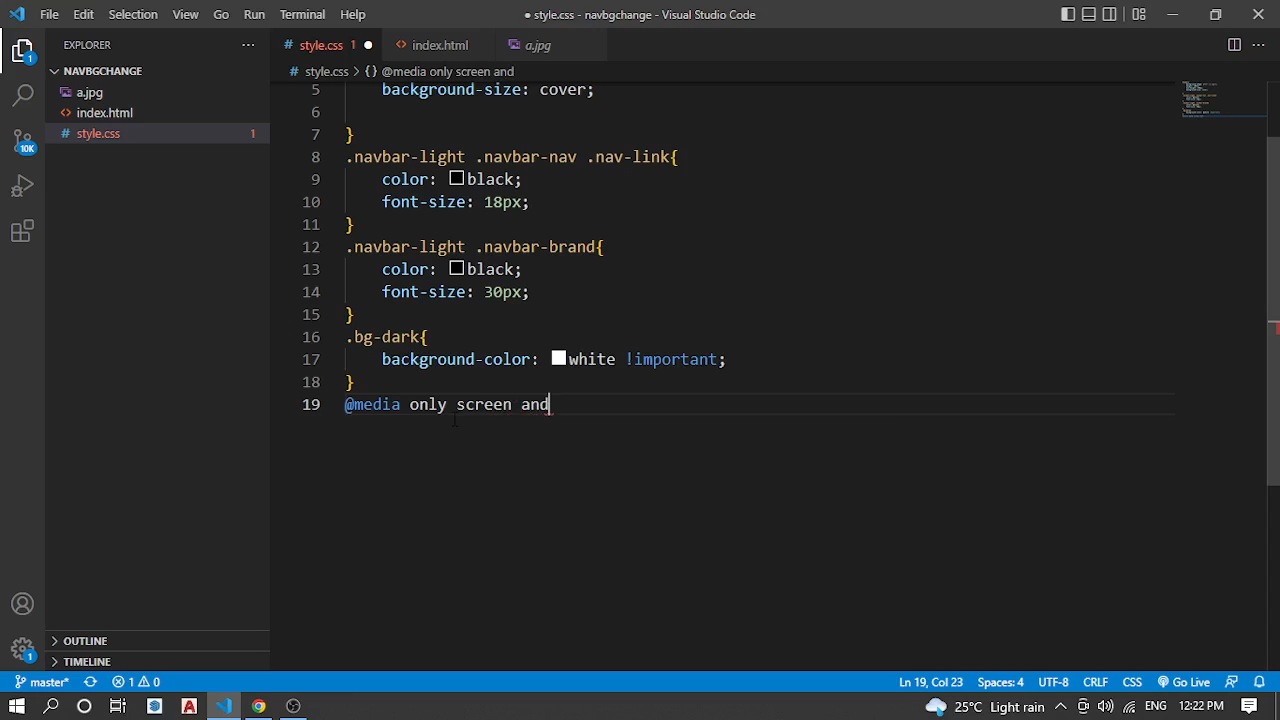 File Edit Selection View Go Run Terminal Help
● style.css - navbgchange - Visual Studio Code
EXPLORER
NAVBGCHANGE
a.jpg
index.html
# style.css 1
# style.css 1 ●
<> index.html
a.jpg
# style.css > {} @media only screen and
5 background-size: cover;
6
7 }
8 .navbar-light .navbar-nav .nav-link{
9 color: black;
10 font-size: 18px;
11 }
12 .navbar-light .navbar-brand{
13 color: black;
14 font-size: 30px;
15 }
16 .bg-dark{
17 background-color: white !important;
18 }
19 @media only screen and
1
10K
1
OUTLINE
TIMELINE
master* 1 0
Ln 19, Col 23 Spaces: 4 UTF-8 CRLF CSS Go Live
25°C Light rain ENG 12:22 PM